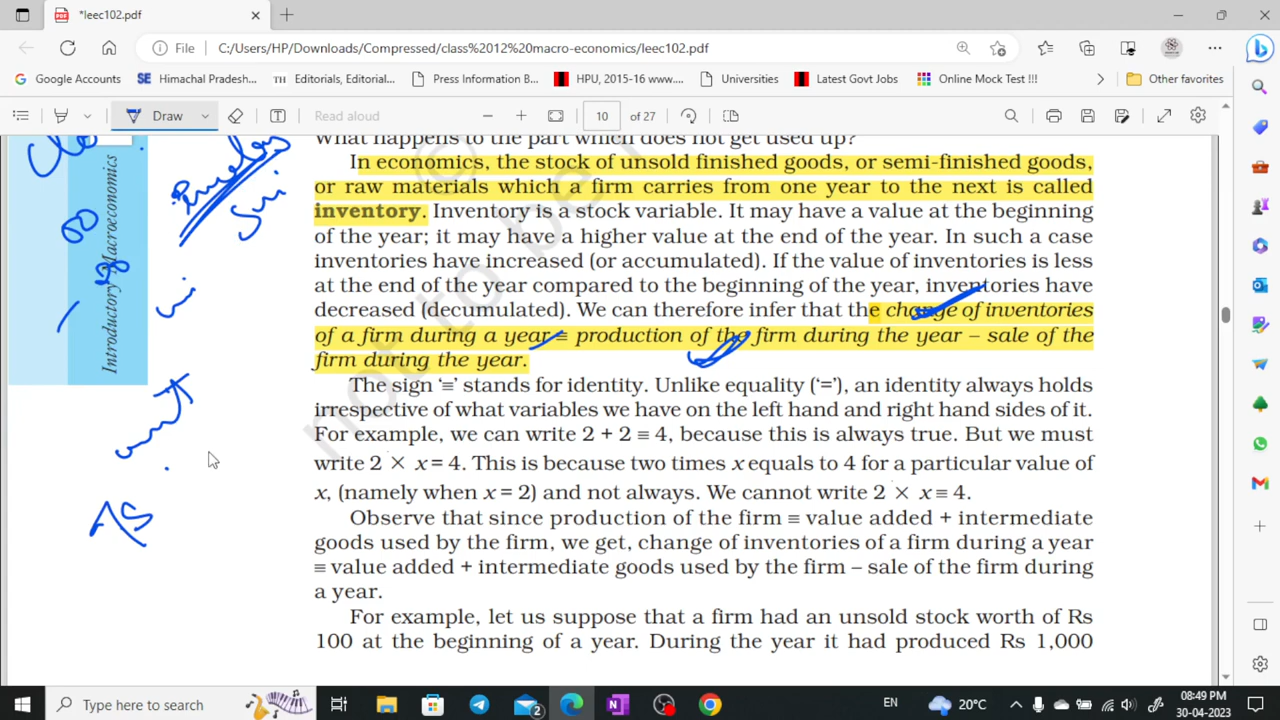 *leec102.pdf
File C:/Users/HP/Downloads/Compressed/class%2012%20macro-economics/leec102.pdf
Google Accounts SE Himachal Pradesh... TH Editorials, Editorial... Press Information B... HPU, 2015-16 www.... Universities Latest Govt Jobs Online Mock Test !!! Other favorites
Draw Read aloud 10 of 27
What happens to the part which does not get used up?
In economics, the stock of unsold finished goods, or semi-finished goods,
or raw materials which a firm carries from one year to the next is called
inventory. Inventory is a stock variable. It may have a value at the beginning
of the year; it may have a higher value at the end of the year. In such a case
inventories have increased (or accumulated). If the value of inventories is less
at the end of the year compared to the beginning of the year, inventories have
decreased (decumulated). We can therefore infer that the change of inventories
of a firm during a year ≡ production of the firm during the year – sale of the
firm during the year.
The sign ‘≡’ stands for identity. Unlike equality (‘=’), an identity always holds
irrespective of what variables we have on the left hand and right hand sides of it.
For example, we can write 2 + 2 ≡ 4, because this is always true. But we must
write 2 × x = 4. This is because two times x equals to 4 for a particular value of
x, (namely when x = 2) and not always. We cannot write 2 × x ≡ 4.
Observe that since production of the firm ≡ value added + intermediate
goods used by the firm, we get, change of inventories of a firm during a year
≡ value added + intermediate goods used by the firm – sale of the firm during
a year.
For example, let us suppose that a firm had an unsold stock worth of Rs
100 at the beginning of a year. During the year it had produced Rs 1,000
Introductory Macroeconomics
not to be
©
AS
Type here to search
2
20°C
EN
08:49 PM
30-04-2023